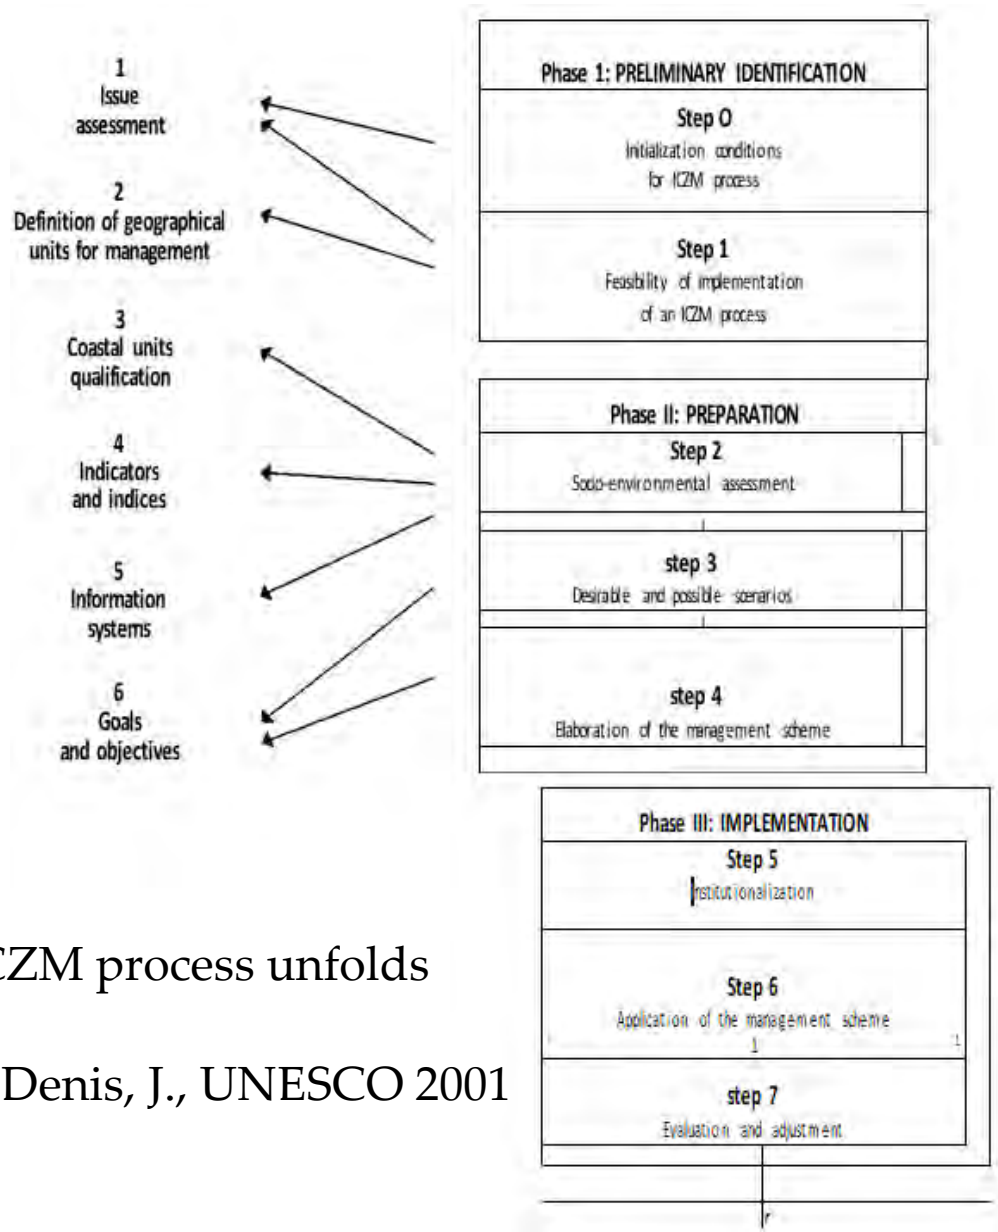 1
Issue
assessment
2
Definition of geographical
units for management
3
Coastal units
qualification
4
Indicators
and indices
5
Information
systems
6
Goals
and objectives
Phase 1: PRELIMINARY IDENTIFICATION
Step O
Initialization conditions
for ICZM process
Step 1
Feasibility of implementation
of an ICZM process
Phase II: PREPARATION
Step 2
Socio-environmental assessment
step 3
Desirable and possible scenarios
step 4
Elaboration of the management scheme
Phase III: IMPLEMENTATION
Step 5
Institutionalization
Step 6
Application of the management scheme
1
1
step 7
Evaluation and adjustment
r
CZM process unfolds
Denis, J., UNESCO 2001